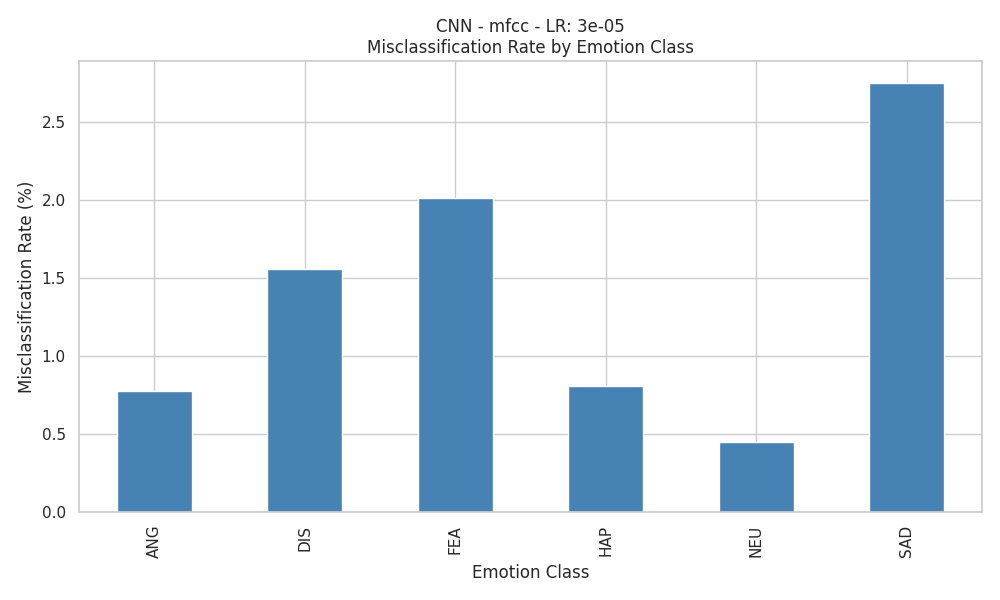 CNN - mfcc - LR: 3e-05
Misclassification Rate by Emotion Class
Misclassification Rate (%)
2.5
2.0
1.5
1.0
0.5
0.0
ANG
DIS
FEA
HAP
NEU
SAD
Emotion Class